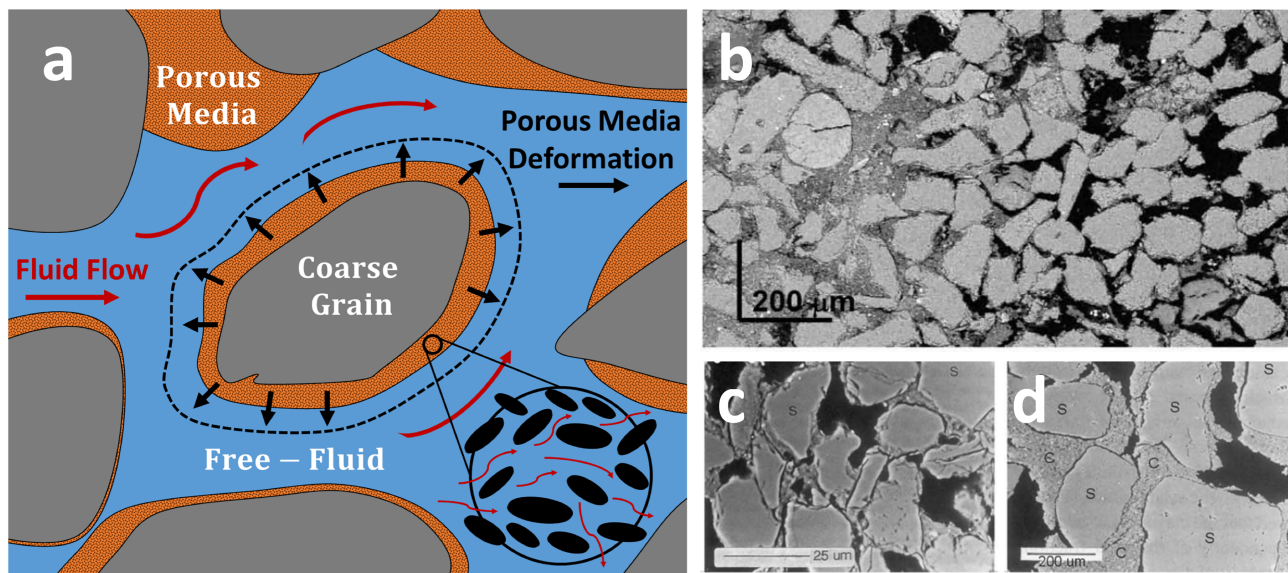 a
Porous
Media
Porous Media
Deformation
Fluid Flow
Coarse
Grain
Free – Fluid
b
200 μm
c
S
S
25 um
d
S
S
S
C
C
S
S
C
200 um